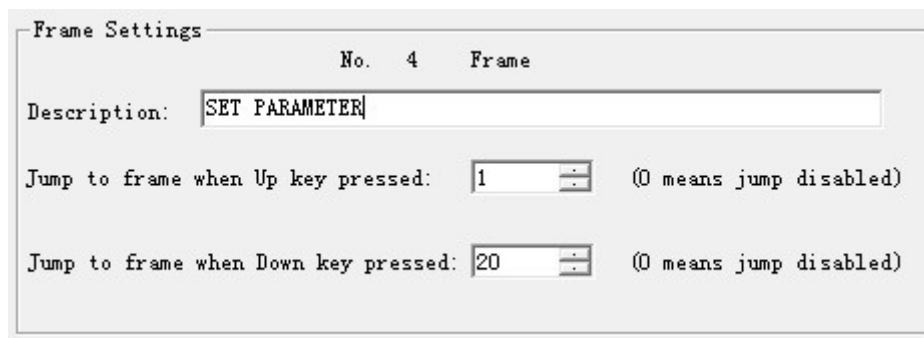 Frame Settings
No. 4 Frame
Description: SET PARAMETER
Jump to frame when Up key pressed: 1 (0 means jump disabled)
Jump to frame when Down key pressed: 20 (0 means jump disabled)